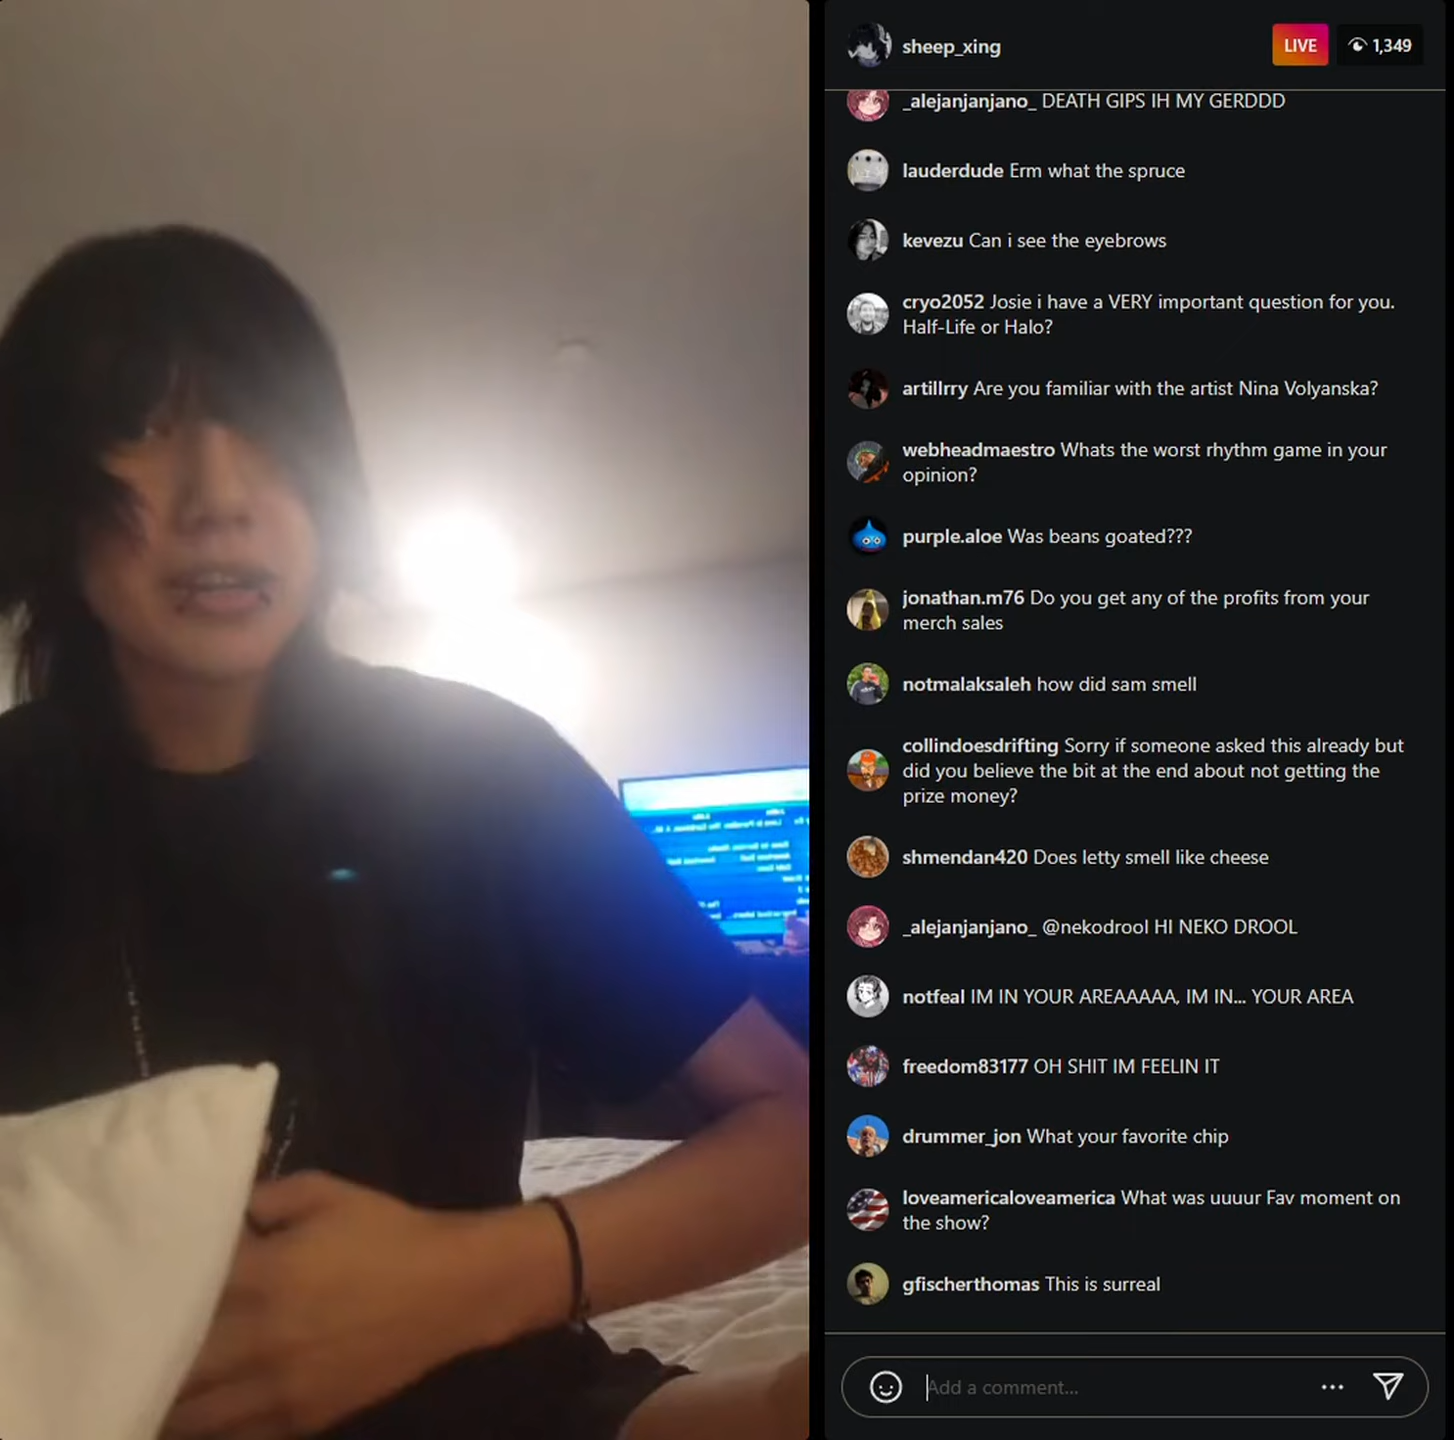 sheep_xing
LIVE
1,349
_alejanjanjano_ DEATH GIPS IH MY GERDDD
lauderdude Erm what the spruce
kevezu Can i see the eyebrows
cryo2052 Josie i have a VERY important question for you.
Half-Life or Halo?
artillrry Are you familiar with the artist Nina Volyanska?
webheadmaestro Whats the worst rhythm game in your
opinion?
purple.aloe Was beans goated???
jonathan.m76 Do you get any of the profits from your
merch sales
notmalaksaleh how did sam smell
collindoesdrifting Sorry if someone asked this already but
did you believe the bit at the end about not getting the
prize money?
shmendan420 Does letty smell like cheese
_alejanjanjano_ @nekodrool HI NEKO DROOL
notfeal IM IN YOUR AREAAAAA, IM IN... YOUR AREA
freedom83177 OH SHIT IM FEELIN IT
drummer_jon What your favorite chip
loveamericaloveamerica What was uuuur Fav moment on
the show?
gfischerthomas This is surreal
Add a comment...